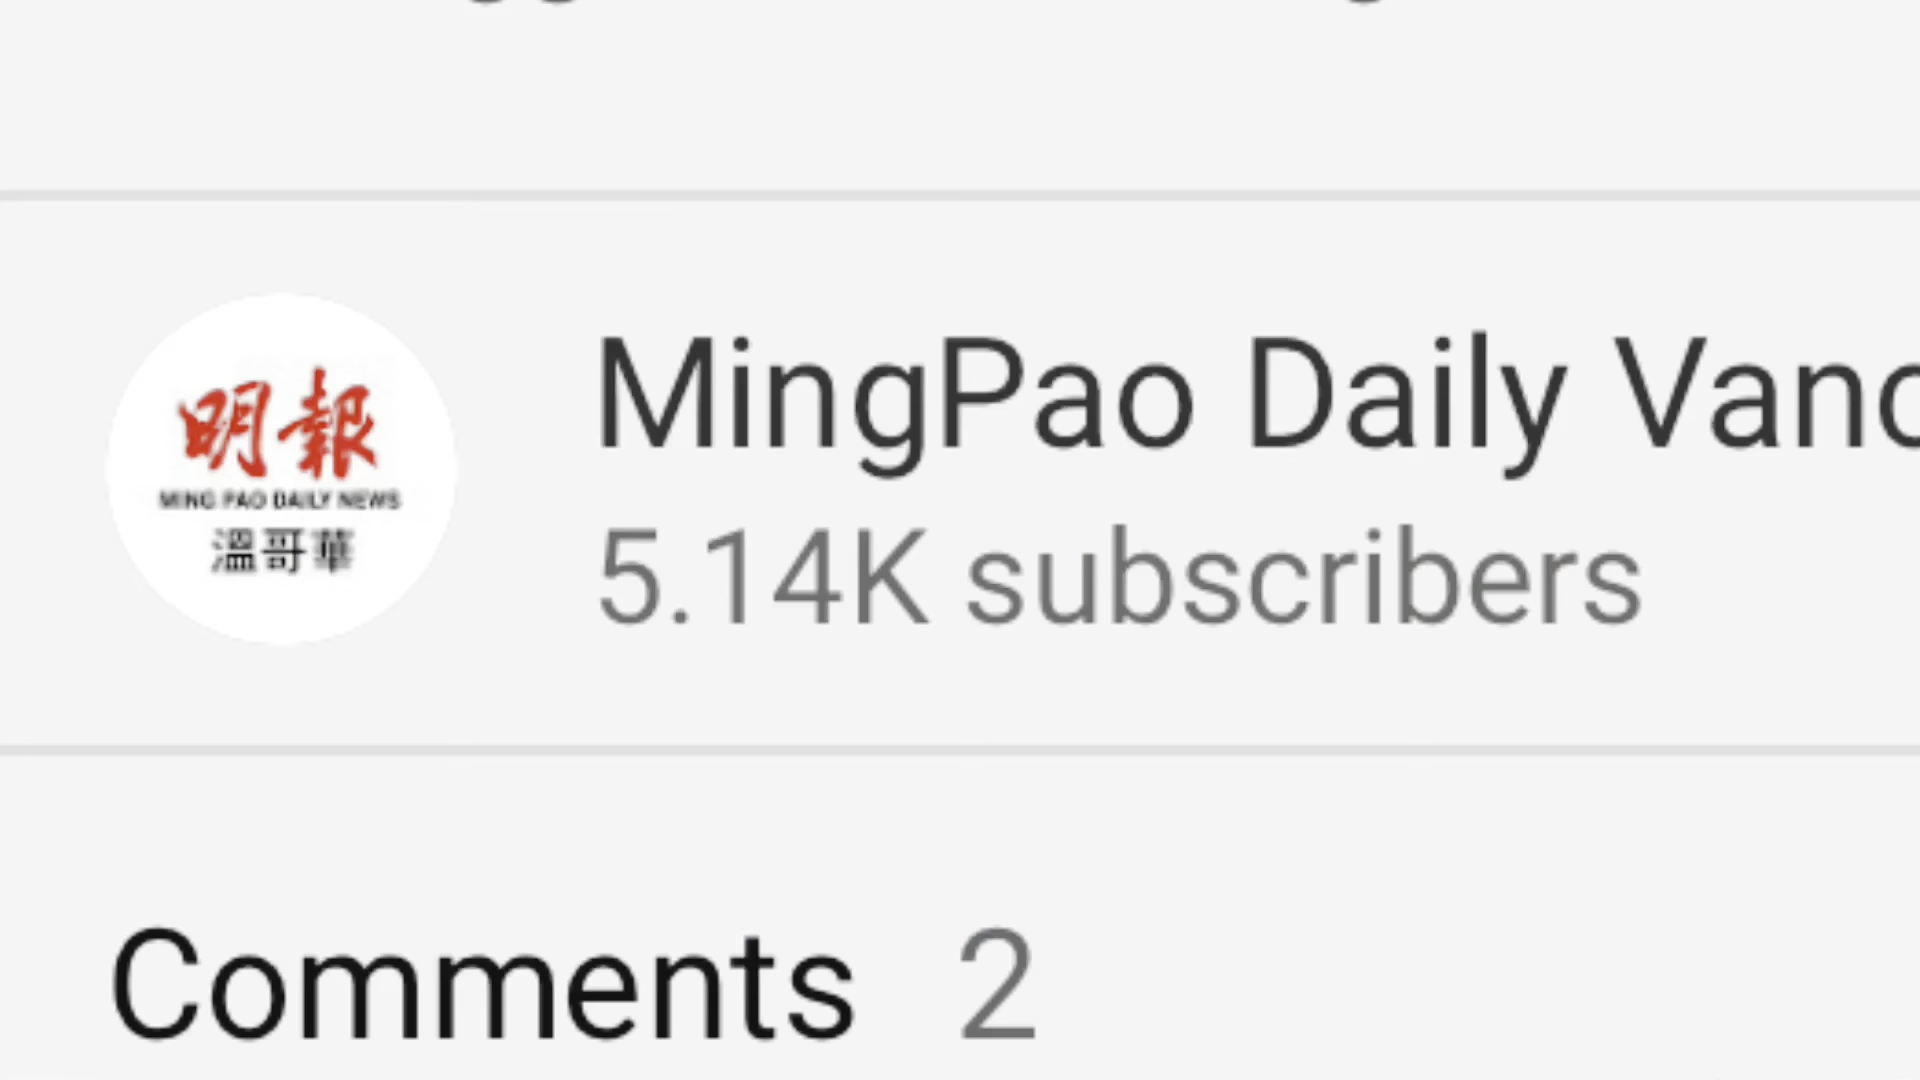 明報
MING PAO DAILY NEWS
溫哥華
MingPao Daily Vanc
5.14K subscribers
Comments 2